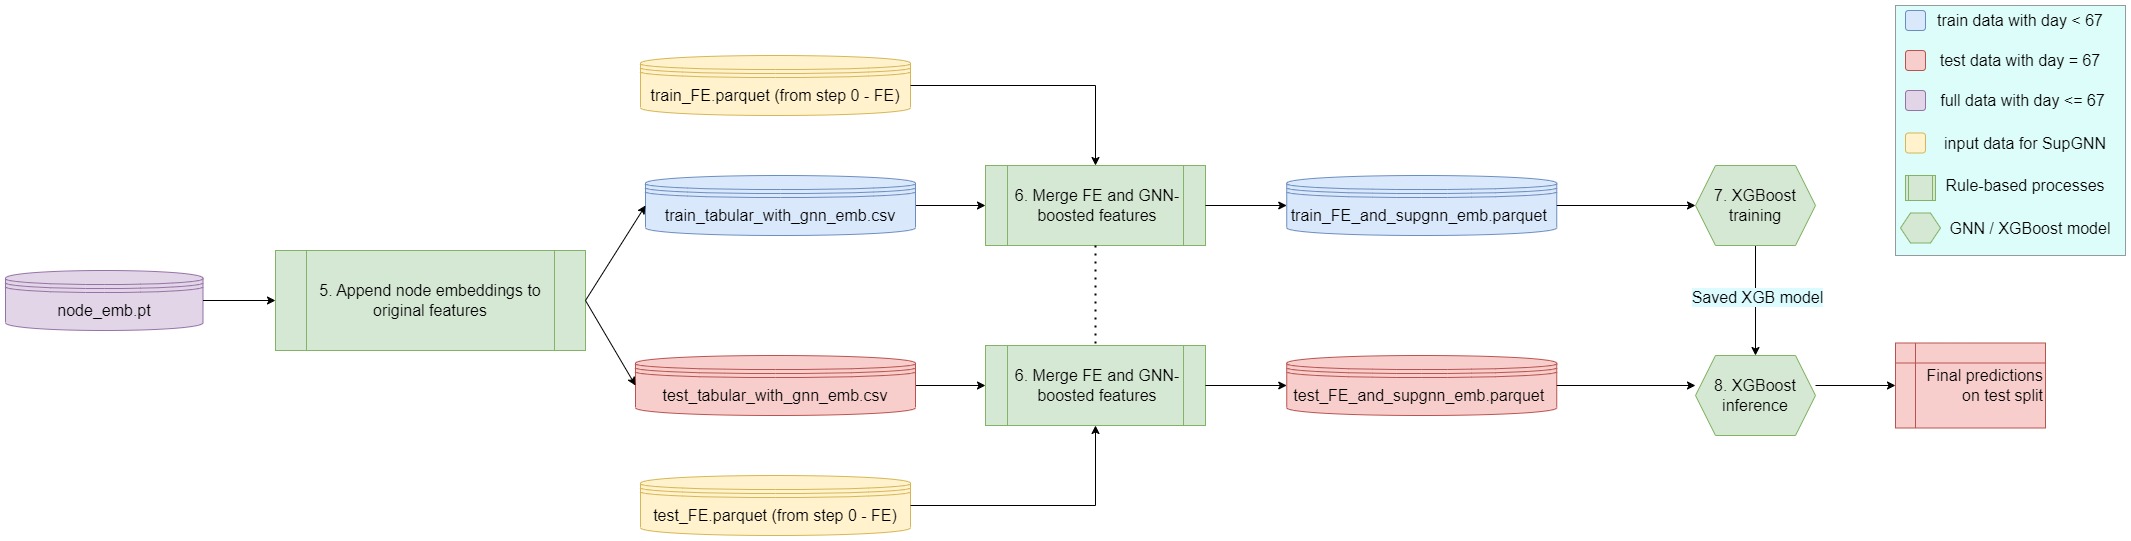 train_FE.parquet (from step 0 - FE)
train_tabular_with_gnn_emb.csv
6. Merge FE and GNN-
boosted features
train_FE_and_supgnn_emb.parquet
7. XGBoost
training
node_emb.pt
5. Append node embeddings to
original features
Saved XGB model
test_tabular_with_gnn_emb.csv
6. Merge FE and GNN-
boosted features
test_FE_and_supgnn_emb.parquet
8. XGBoost
inference
Final predictions
on test split
test_FE.parquet (from step 0 - FE)
train data with day < 67
test data with day = 67
full data with day <= 67
input data for SupGNN
Rule-based processes
GNN / XGBoost model